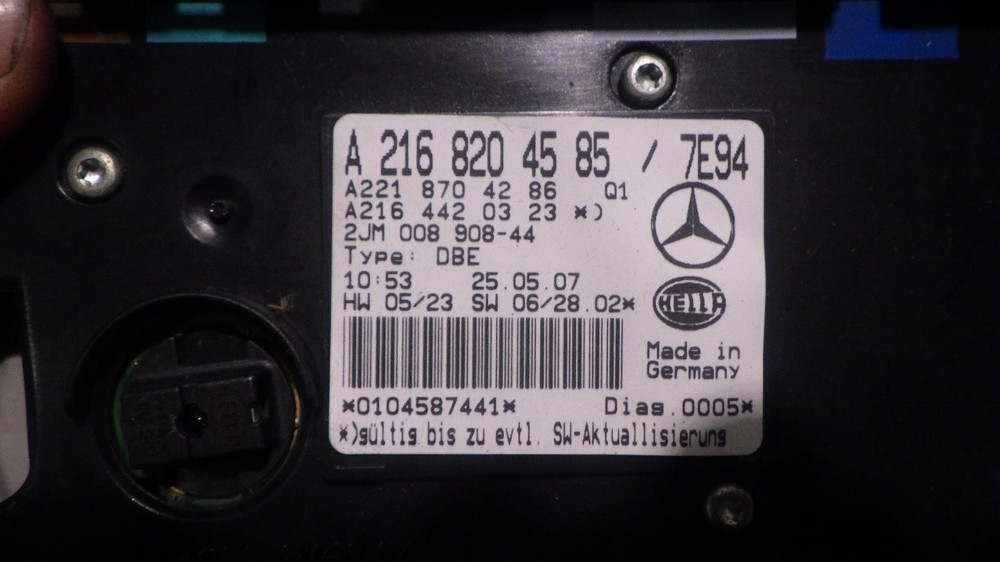 A 216 820 45 85 / 7E94
A221 870 42 86 Q1
A216 442 03 23 *)
2JM 008 908-44
Type: DBE
10:53 25.05.07
HW 05/23 SW 06/28.02*
HELLA
Made in
Germany
*0104587441* Diag.0005*
*)gültig bis zu evtl. SW-Aktuallisierung